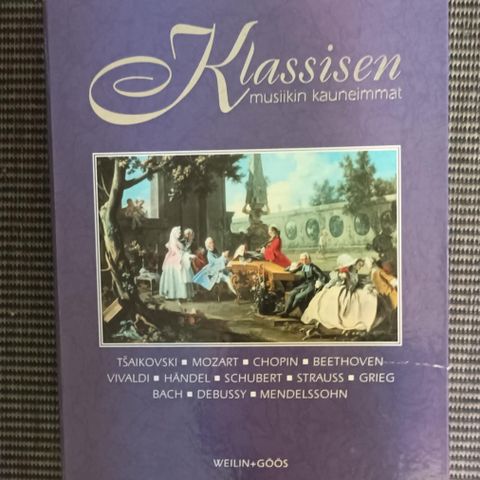 Klassisen
musiikin kauneimmat
TŠAIKOVSKI ▪ MOZART ▪ CHOPIN ▪ BEETHOVEN
VIVALDI ▪ HÄNDEL ▪ SCHUBERT ▪ STRAUSS ▪ GRIEG
BACH ▪ DEBUSSY ▪ MENDELSSOHN
WEILIN+GÖÖS